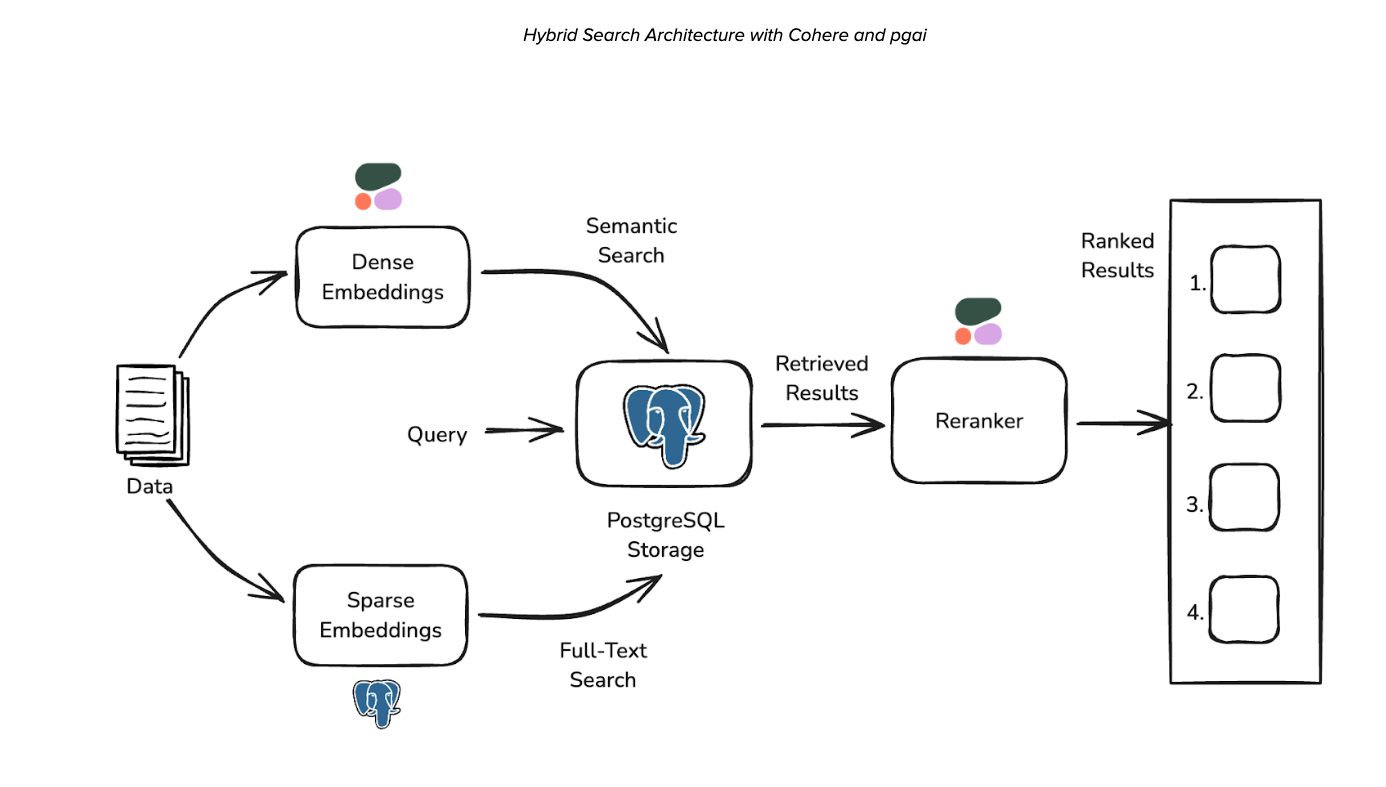 Hybrid Search Architecture with Cohere and pgai
Dense
Embeddings
Semantic
Search
Data
Query
PostgreSQL
Storage
Sparse
Embeddings
Full-Text
Search
Retrieved
Results
Reranker
Ranked
Results
1.
2.
3.
4.